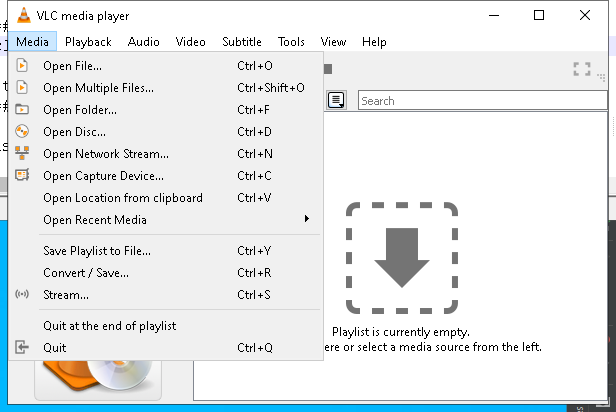 VLC media player
Media Playback Audio Video Subtitle Tools View Help
Open File... Ctrl+O
Open Multiple Files... Ctrl+Shift+O
Open Folder... Ctrl+F
Open Disc... Ctrl+D
Open Network Stream... Ctrl+N
Open Capture Device... Ctrl+C
Open Location from clipboard Ctrl+V
Open Recent Media
Save Playlist to File... Ctrl+Y
Convert / Save... Ctrl+R
Stream... Ctrl+S
Quit at the end of playlist
Quit Ctrl+Q
Search
Playlist is currently empty.
ere or select a media source from the left.